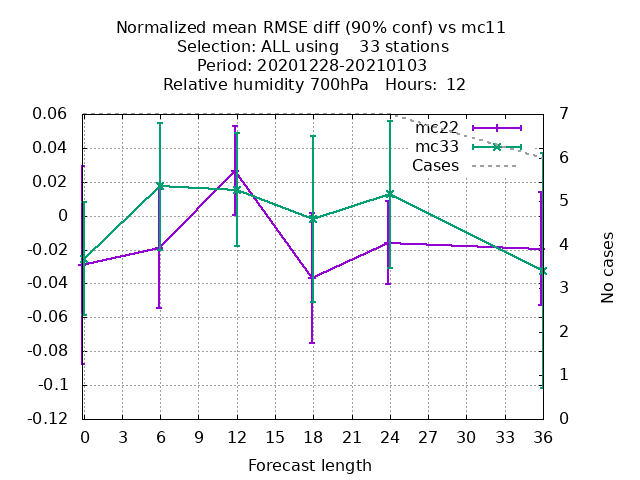 Normalized mean RMSE diff (90% conf) vs mc11
Selection: ALL using    33 stations
Period: 20201228-20210103
Relative humidity 700hPa   Hours:  12
0.06
0.04
0.02
0
-0.02
-0.04
-0.06
-0.08
-0.1
-0.12
mc22
mc33
Cases
7
6
5
4
3
2
1
0
No cases
0 3 6 9 12 15 18 21 24 27 30 33 36
Forecast length